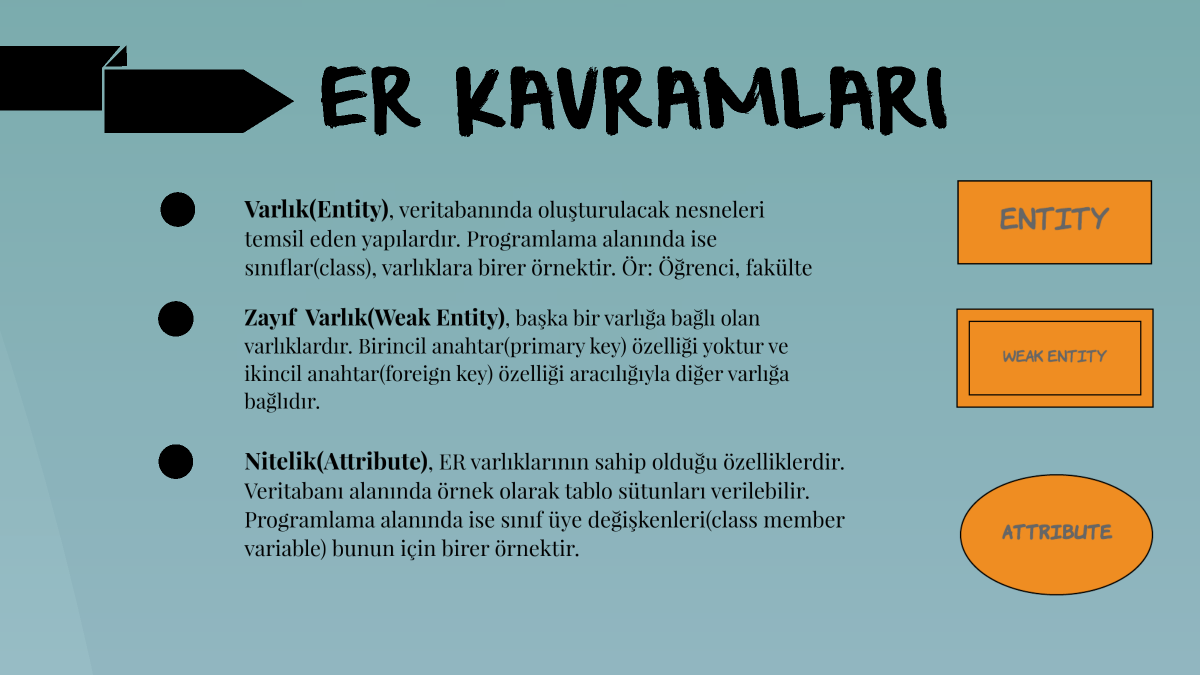 ER KAVRAMLARI
Varlık(Entity), veritabanında oluşturulacak nesneleri
temsil eden yapılardır. Programlama alanında ise
sınıflar(class), varlıklara birer örnektir. Ör: Öğrenci, fakülte
ENTITY
Zayıf Varlık(Weak Entity), başka bir varlığa bağlı olan
varlıklardır. Birincil anahtar(primary key) özelliği yoktur ve
ikincil anahtar(foreign key) özelliği aracılığıyla diğer varlığa
bağlıdır.
WEAK ENTITY
Nitelik(Attribute), ER varlıklarının sahip olduğu özelliklerdir.
Veritabanı alanında örnek olarak tablo sütunları verilebilir.
Programlama alanında ise sınıf üye değişkenleri(class member
variable) bunun için birer örnektir.
ATTRIBUTE